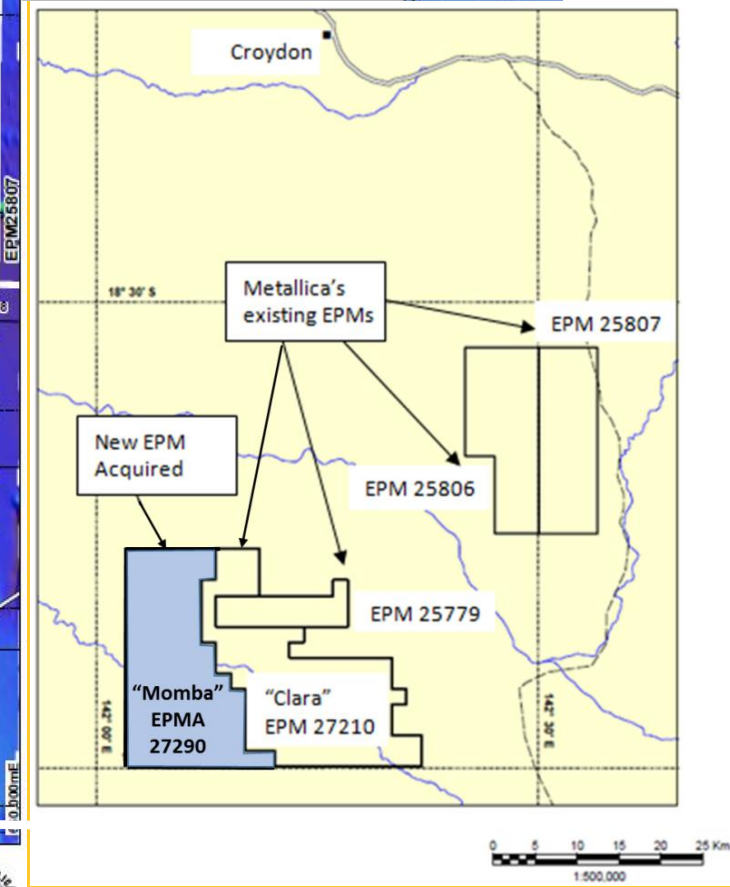 Croydon
EPM25807
18° 30' S
Metallica's
existing EPMs
EPM 25807
New EPM
Acquired
EPM 25806
EPM 25779
"Momba"
EPMA
27290
"Clara"
EPM 27210
142° 00' E
142° 30' E
0 5 10 15 20 25 Km
1:500,000